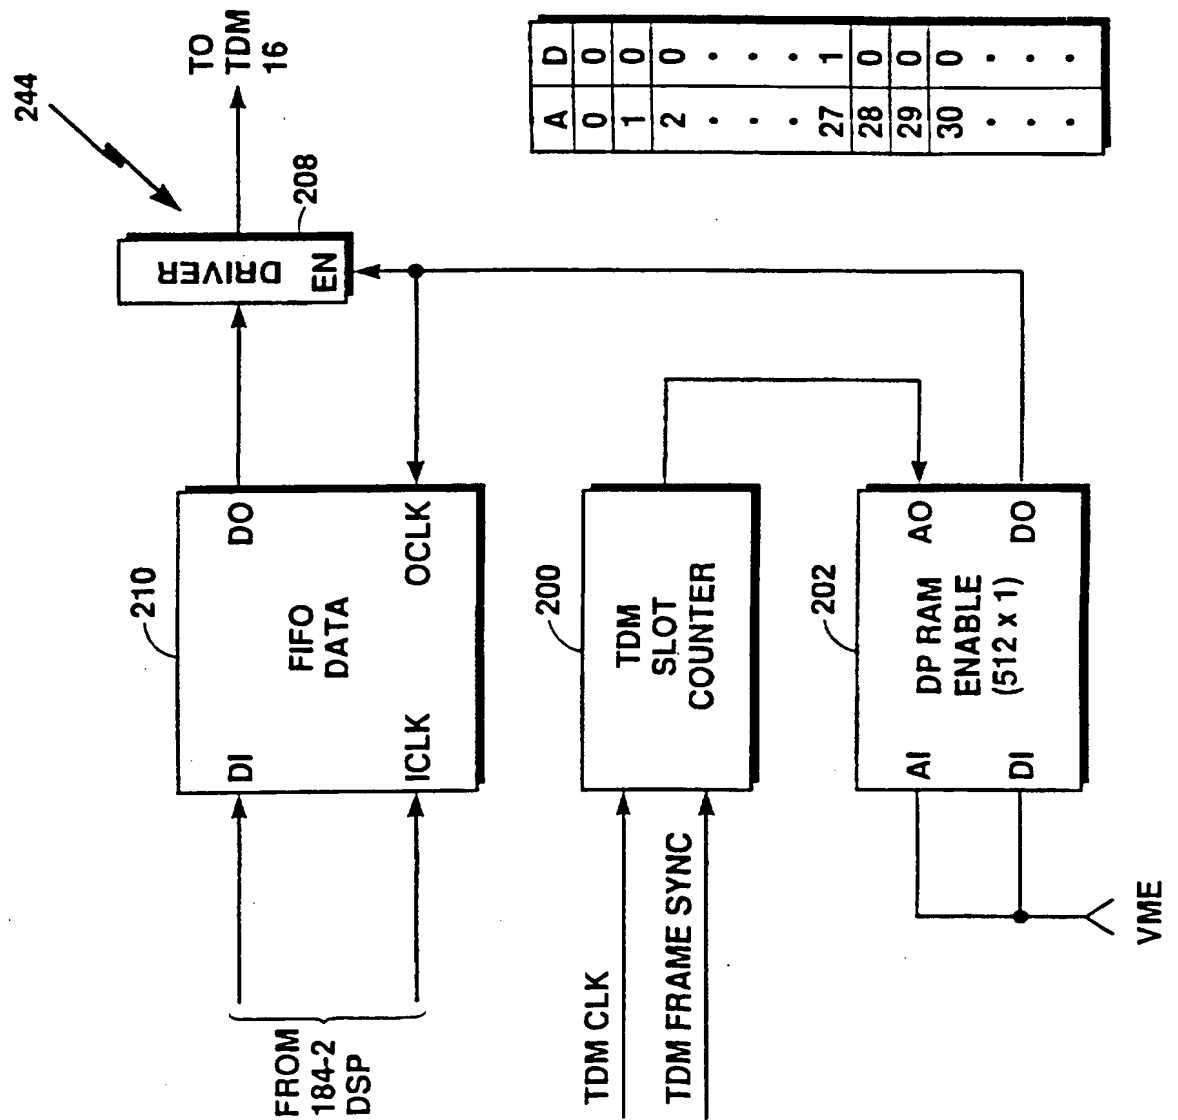 244
TO
TDM
16
DRIVER
EN
208
210
DI
DO
FIFO
DATA
ICLK
OCLK
FROM
184-2
DSP
200
TDM
SLOT
COUNTER
TDM CLK
TDM FRAME SYNC
202
AI
AO
DP RAM
ENABLE
(512 x 1)
DI
DO
VME
A D
0 0
1 0
2 0
· ·
· ·
· ·
27 1
28 0
29 0
30 0
· ·
· ·
· ·